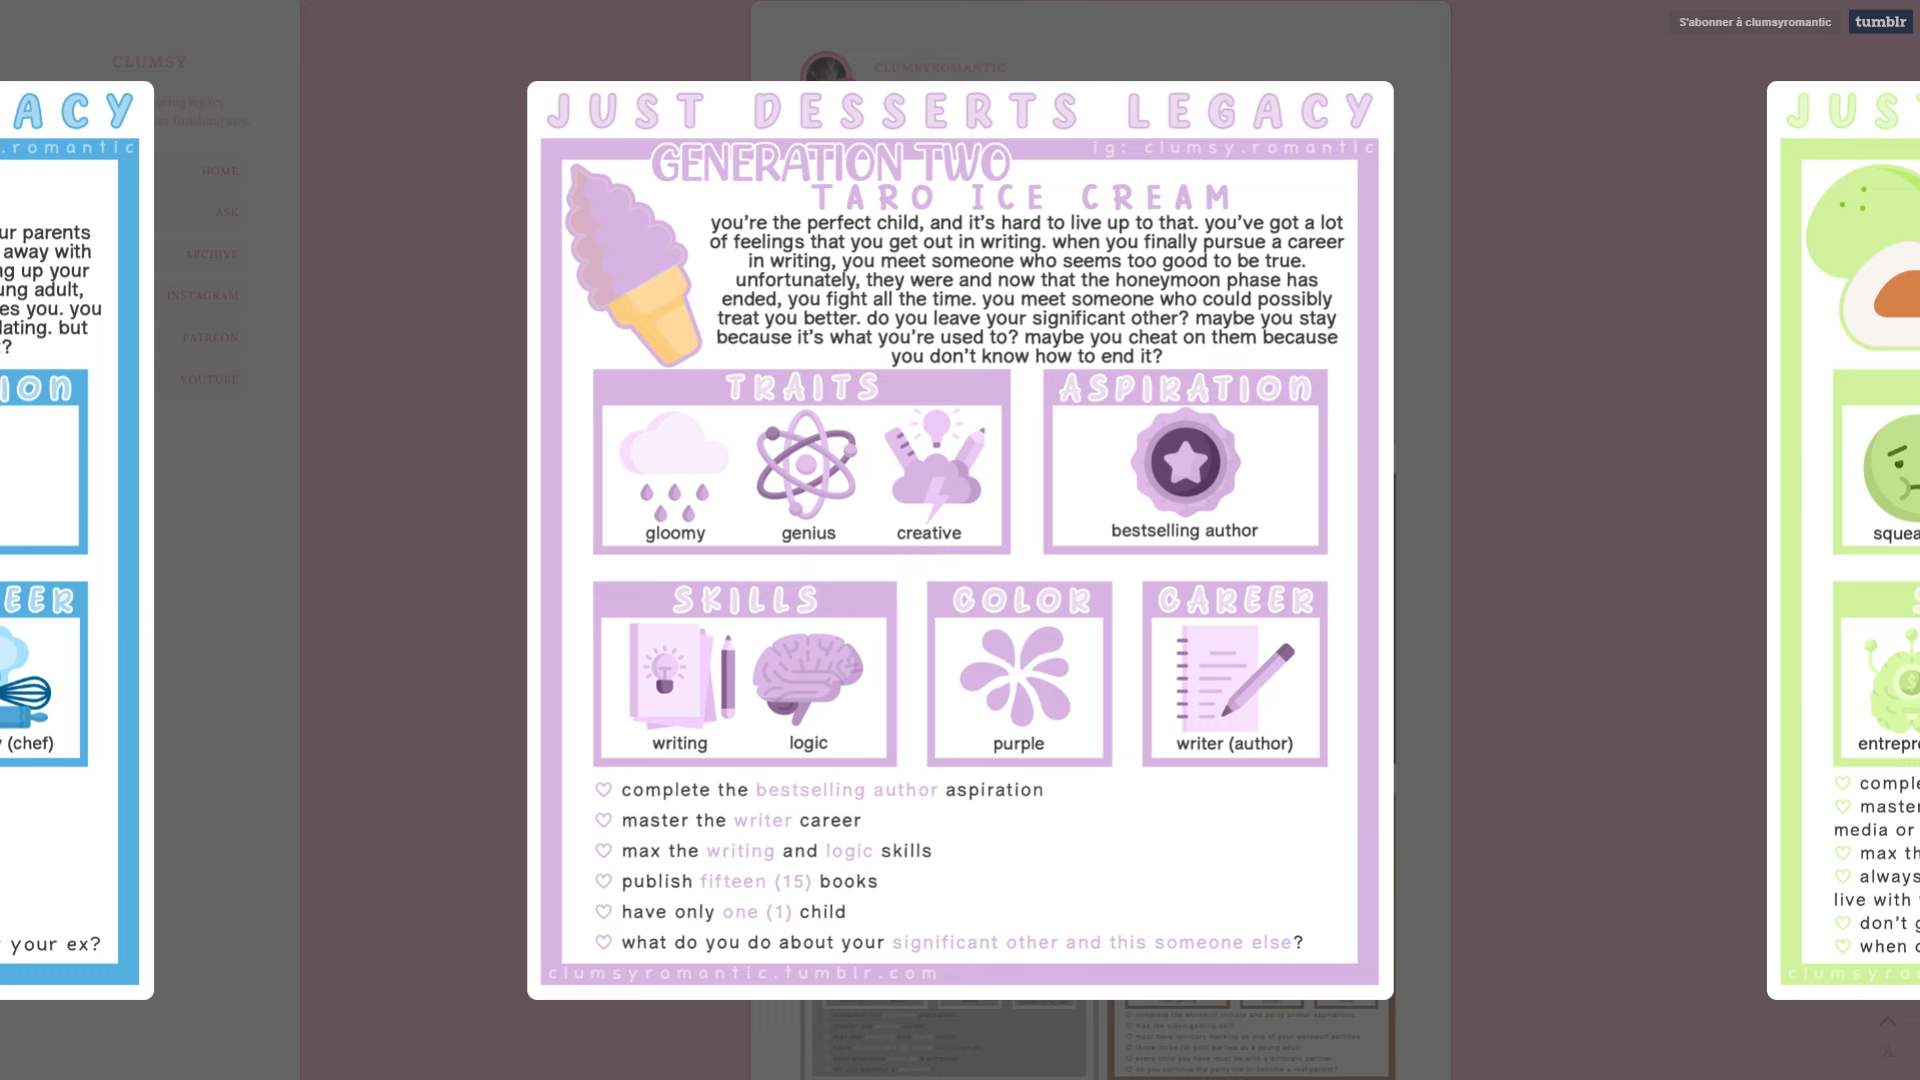 S'abonner à clumsyromantic
tumblr
CLUMSY
HOME
ASK
ARCHIVE
INSTAGRAM
PATREON
YOUTUBE
CLUMSYROMANTIC
ACY
.romantic
ur parents
away with
ng up your
ung adult,
es you. you
dating. but
?
ion
EER
(chef)
your ex?
JUST DESSERTS LEGACY
ig: clumsy.romantic
GENERATION TWO
TARO ICE CREAM
you're the perfect child, and it's hard to live up to that. you've got a lot
of feelings that you get out in writing. when you finally pursue a career
in writing, you meet someone who seems too good to be true.
unfortunately, they were and now that the honeymoon phase has
ended, you fight all the time. you meet someone who could possibly
treat you better. do you leave your significant other? maybe you stay
because it's what you're used to? maybe you cheat on them because
you don't know how to end it?
TRAITS
gloomy genius creative
ASPIRATION
bestselling author
SKILLS
writing logic
COLOR
purple
CAREER
writer (author)
♡ complete the bestselling author aspiration
♡ master the writer career
♡ max the writing and logic skills
♡ publish fifteen (15) books
♡ have only one (1) child
♡ what do you do about your significant other and this someone else?
clumsyromantic.tumblr.com
JUS
squea
S
entrepre
♡ comple
♡ master
media or
♡ max th
♡ always
live with
♡ don't g
♡ when c
clumsyrom